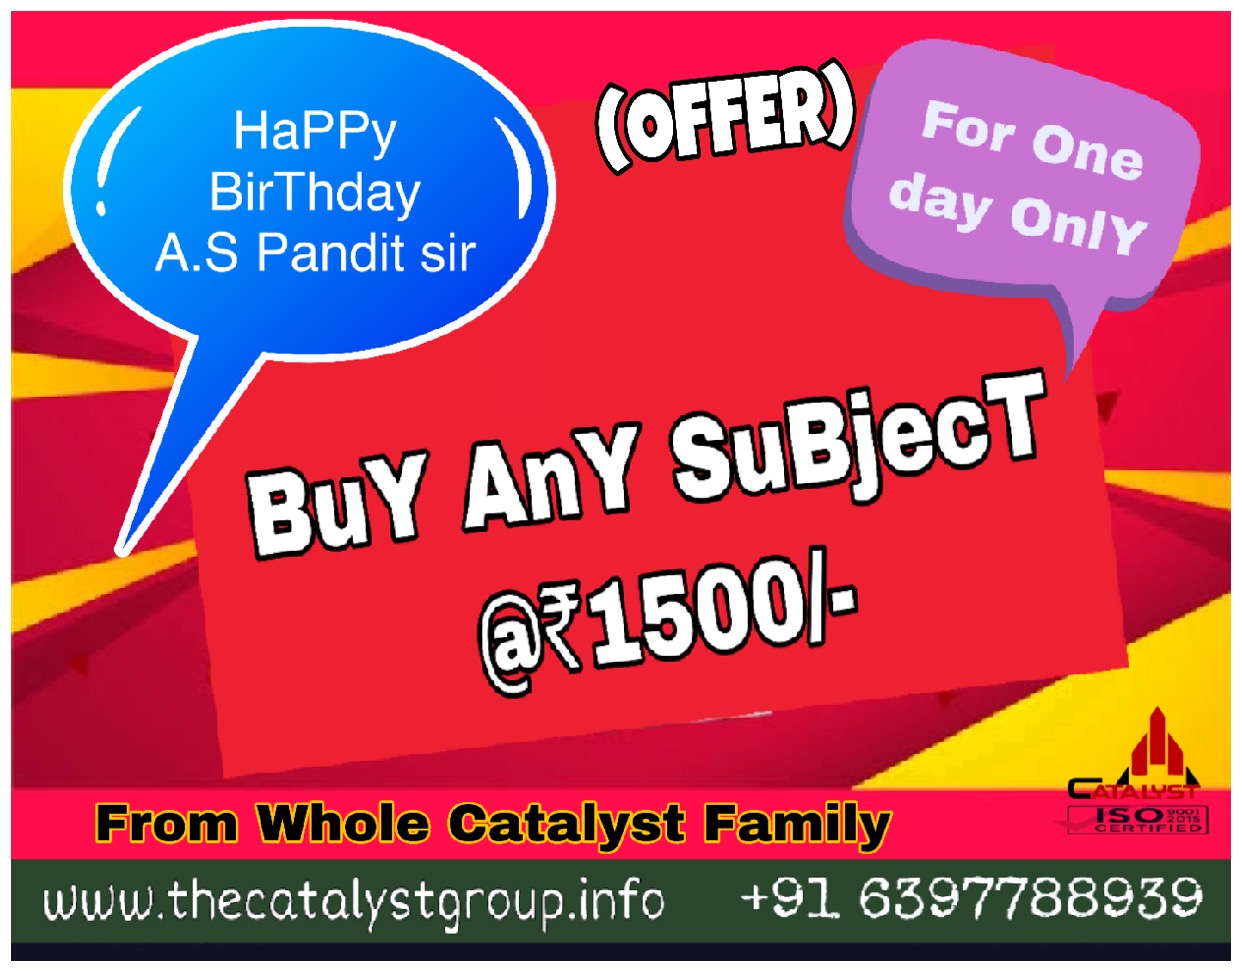 HaPPy
BirThday
A.S Pandit sir
(OFFER)
For One
day OnlY
BuY AnY SuBjecT
@₹1500/-
From Whole Catalyst Family
CATALYST
ISO 9001
2015
CERTIFIED
www.thecatalystgroup.info +91 6397788939